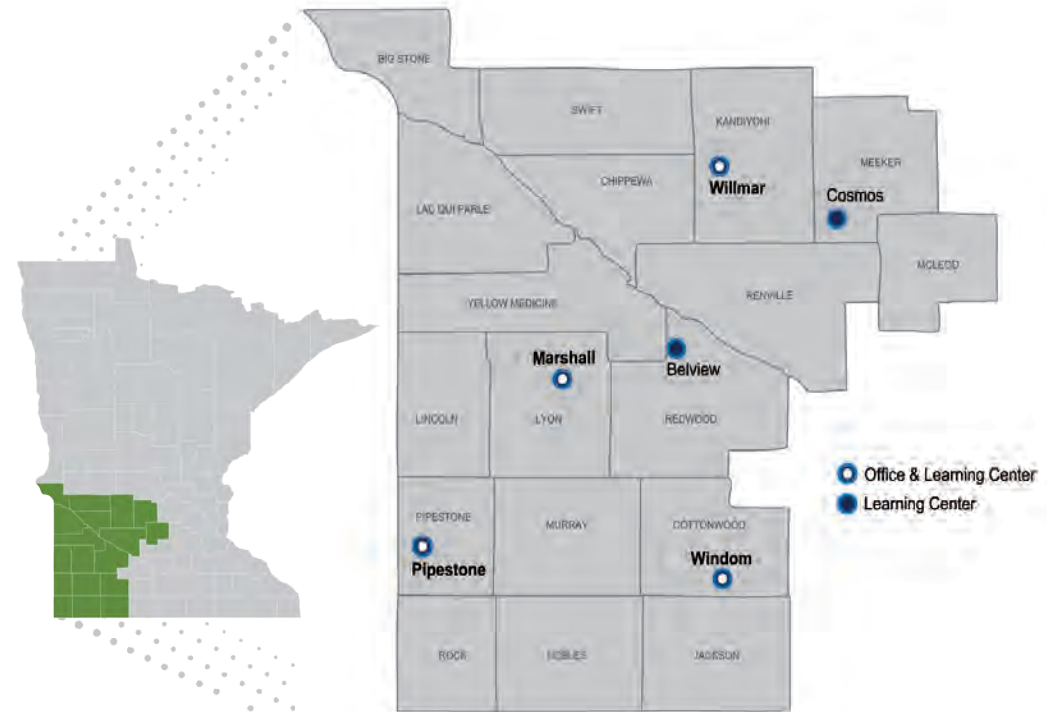 BIG STONE
SWIFT
KANDIYOHI
MEEKER
CHIPPEWA
Willmar
Cosmos
LAC QUI PARLE
MCLEOD
YELLOW MEDICINE
RENVILLE
Marshall
Belview
LINCOLN
LYON
REDWOOD
Office & Learning Center
Learning Center
PIPESTONE
MURRAY
COTTONWOOD
Pipestone
Windom
ROCK
NOBLES
JACKSON